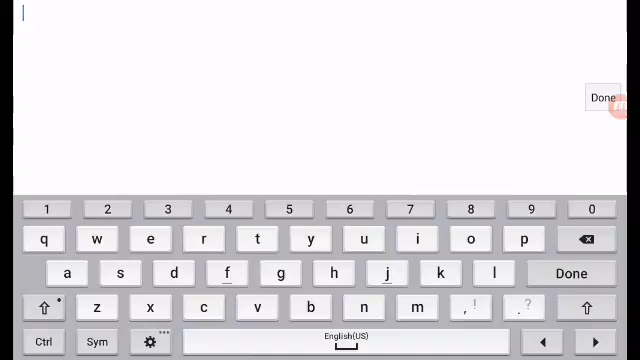 Done
1 2 3 4 5 6 7 8 9 0
q w e r t y u i o p
a s d f g h j k l Done
z x c v b n m , ! . ?
Ctrl Sym English(US)